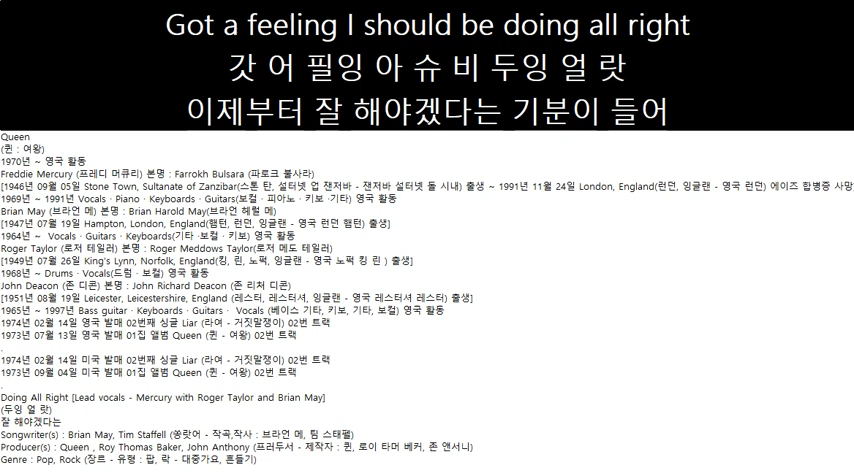 Got a feeling I should be doing all right
갓 어 필잉 아 슈 비 두잉 얼 랏
이제부터 잘 해야겠다는 기분이 들어
Queen
(퀸 : 여왕)
1970년 ~ 영국 활동
Freddie Mercury (프레디 머큐리) 본명 : Farrokh Bulsara (파로크 불사라)
[1946년 09월 05일 Stone Town, Sultanate of Zanzibar(스톤 탄, 설터넷 업 잰저바 - 잰저바 설터넷 돌 시내) 출생 ~ 1991년 11월 24일 London, England(런던, 잉글랜 - 영국 런던) 에이즈 합병증 사망
1969년 ~ 1991년 Vocals · Piano · Keyboards · Guitars(보컬 · 피아노 · 키보 ·기타) 영국 활동
Brian May (브라언 메) 본명 : Brian Harold May(브라언 헤럴 메)
[1947년 07월 19일 Hampton, London, England(햄턴, 런던, 잉글랜 - 영국 런던 햄턴) 출생]
1964년 ~  Vocals · Guitars · Keyboards(기타 ·보컬 · 키보) 영국 활동
Roger Taylor (로저 테일러) 본명 : Roger Meddows Taylor(로저 메도 테일러)
[1949년 07월 26일 King's Lynn, Norfolk, England(킹, 린, 노퍽, 잉글랜 - 영국 노퍽 킹 린 ) 출생]
1968년 ~ Drums · Vocals(드럼 · 보컬) 영국 활동
John Deacon (존 디콘) 본명 : John Richard Deacon (존 리처 디콘)
[1951년 08월 19일 Leicester, Leicestershire, England (레스터, 레스터셔, 잉글랜 - 영국 레스터셔 레스터) 출생]
1965년 ~ 1997년 Bass guitar · Keyboards · Guitars ·  Vocals (베이스 기타, 키보, 기타, 보컬) 영국 활동
1974년 02월 14일 영국 발매 02번째 싱글 Liar (라여 - 거짓말쟁이) 02번 트랙
1973년 07월 13일 영국 발매 01집 앨범 Queen (퀸 - 여왕) 02번 트랙
.
1974년 02월 14일 미국 발매 02번째 싱글 Liar (라여 - 거짓말쟁이) 02번 트랙
1973년 09월 04일 미국 발매 01집 앨범 Queen (퀸 - 여왕) 02번 트랙
.
Doing All Right [Lead vocals - Mercury with Roger Taylor and Brian May]
(두잉 얼 랏)
잘 해야겠다는
Songwriter(s) : Brian May, Tim Staffell (쏭랏어 - 작곡,작사 : 브라언 메, 팀 스태펄)
Producer(s) : Queen , Roy Thomas Baker, John Anthony (프러두서 - 제작자 : 퀸, 로이 타머 베커, 존 앤서니)
Genre : Pop, Rock (장르 - 유형 : 팝, 락 - 대중가요, 흔들기)